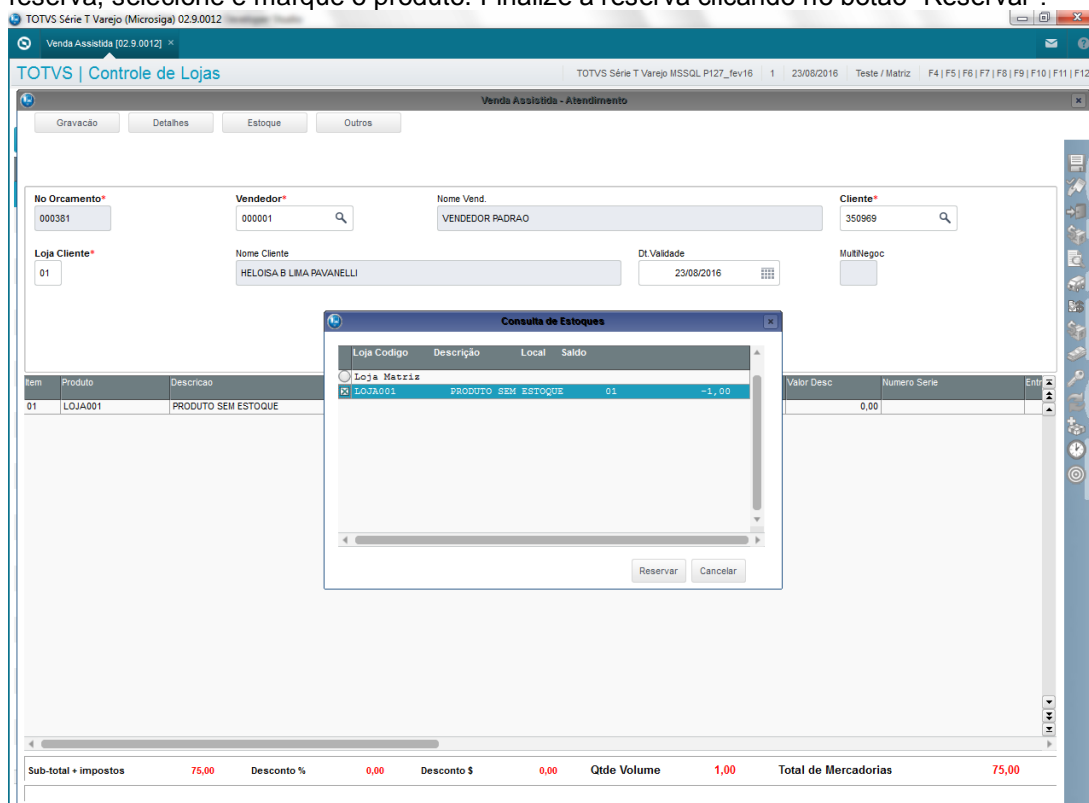 reserva, selecione e marque o produto. Finalize a reserva clicando no botão "Reservar".
TOTVS Série T Varejo (Microsiga) 02.9.0012
Venda Assistida [02.9.0012] ×
TOTVS | Controle de Lojas TOTVS Série T Varejo MSSQL P127_fev16 1 23/08/2016 Teste / Matriz F4 | F5 | F6 | F7 | F8 | F9 | F10 | F11 | F12
Venda Assistida - Atendimento
Gravacão Detalhes Estoque Outros
No Orcamento* Vendedor* Nome Vend. Cliente*
000381 000001 VENDEDOR PADRAO 350969
Loja Cliente* Nome Cliente Dt.Validade MultiNegoc
01 HELOISA B LIMA PAVANELLI 23/08/2016
Consulta de Estoques
Loja Codigo Descrição Local Saldo
Loja Matriz
LOJA001 PRODUTO SEM ESTOQUE 01 -1,00
Reservar Cancelar
Item Produto Descricao Valor Desc Numero Serie Entr
01 LOJA001 PRODUTO SEM ESTOQUE 0,00
Sub-total + impostos 75,00 Desconto % 0,00 Desconto $ 0,00 Qtde Volume 1,00 Total de Mercadorias 75,00